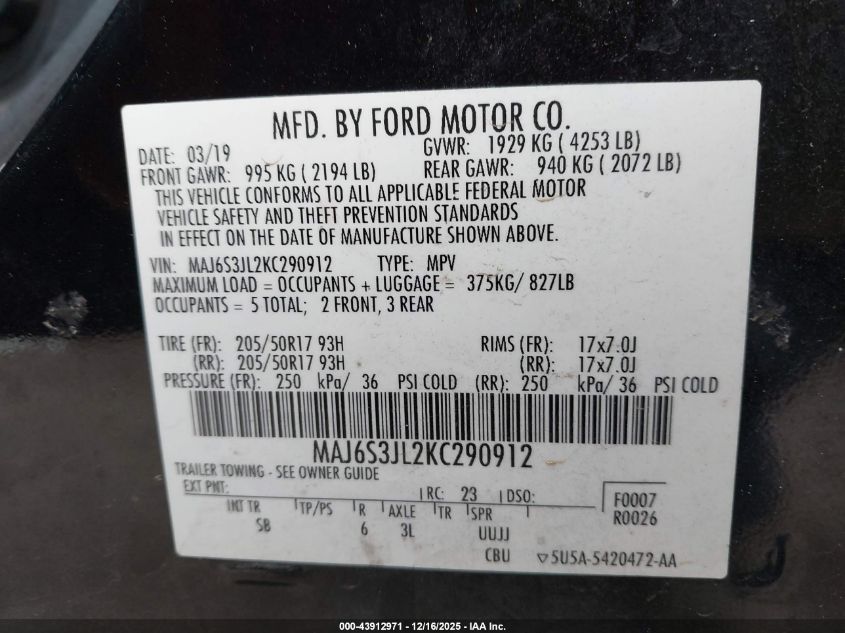 MFD. BY FORD MOTOR CO.
DATE: 03/19 GVWR: 1929 KG ( 4253 LB)
FRONT GAWR: 995 KG ( 2194 LB) REAR GAWR: 940 KG ( 2072 LB)
THIS VEHICLE CONFORMS TO ALL APPLICABLE FEDERAL MOTOR
VEHICLE SAFETY AND THEFT PREVENTION STANDARDS
IN EFFECT ON THE DATE OF MANUFACTURE SHOWN ABOVE.
VIN: MAJ6S3JL2KC290912 TYPE: MPV
MAXIMUM LOAD = OCCUPANTS + LUGGAGE = 375KG/ 827LB
OCCUPANTS = 5 TOTAL; 2 FRONT, 3 REAR
TIRE (FR): 205/50R17 93H RIMS (FR): 17x7.0J
(RR): 205/50R17 93H (RR): 17x7.0J
PRESSURE (FR): 250 kPa/ 36 PSI COLD (RR): 250 kPa/ 36 PSI COLD
MAJ6S3JL2KC290912
TRAILER TOWING - SEE OWNER GUIDE
EXT PNT: RC: 23 DSO: F0007
R0026
INT TR TP/PS R AXLE TR SPR
SB 6 3L UUJJ
CBU 5U5A-5420472-AA
000-43912971 - 12/16/2025 - IAA Inc.